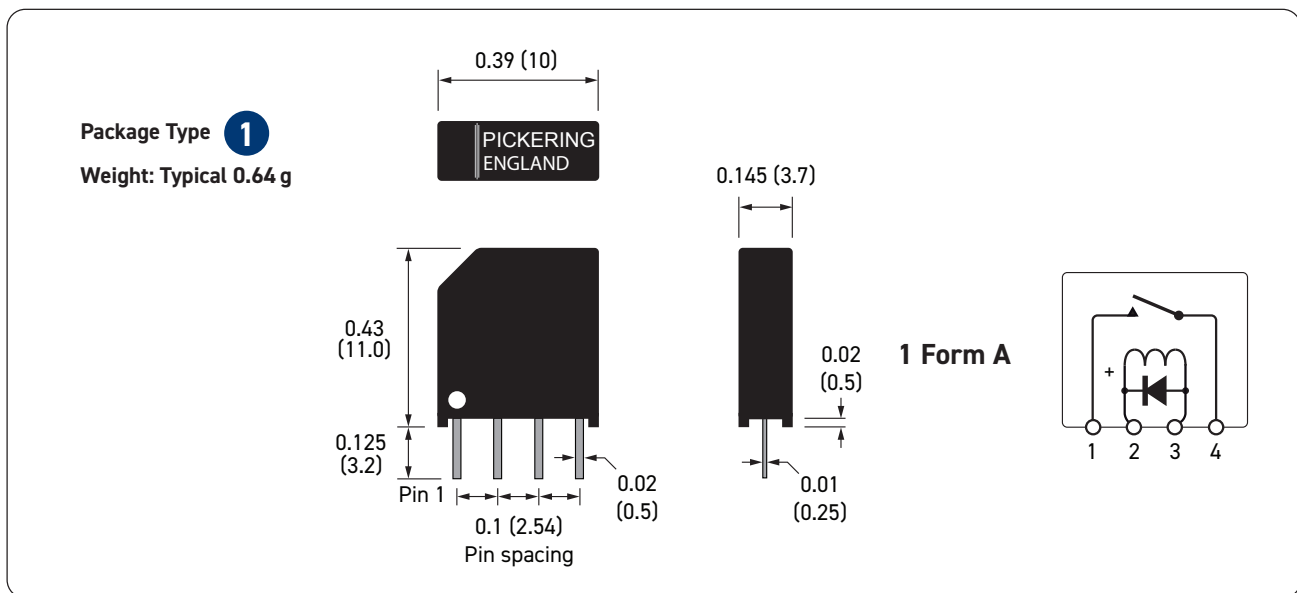 0.39 (10)
Package Type 1
Weight: Typical 0.64 g
PICKERING
ENGLAND
0.145 (3.7)
0.43
(11.0)
0.125
(3.2)
Pin 1
0.1 (2.54)
Pin spacing
0.02
(0.5)
0.02
(0.5)
0.01
(0.25)
1 Form A
+
1 2 3 4